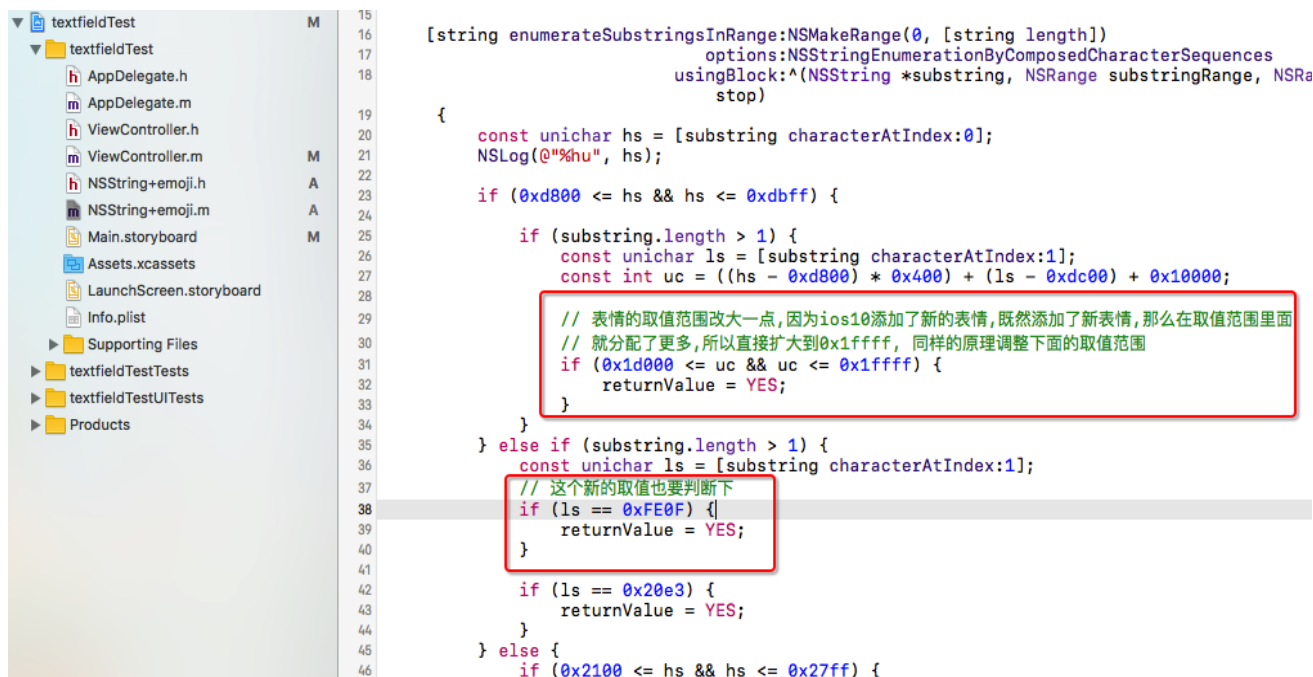 textfieldTest M
textfieldTest
AppDelegate.h
AppDelegate.m
ViewController.h
ViewController.m M
NSString+emoji.h A
NSString+emoji.m A
Main.storyboard M
Assets.xcassets
LaunchScreen.storyboard
Info.plist
Supporting Files
textfieldTestTests
textfieldTestUITests
Products
15
16 [string enumerateSubstringsInRange:NSMakeRange(0, [string length])
17 options:NSStringEnumerationByComposedCharacterSequences
18 usingBlock:^(NSString *substring, NSRange substringRange, NSRa
stop)
19 {
20 const unichar hs = [substring characterAtIndex:0];
21 NSLog(@"%hu", hs);
22
23 if (0xd800 <= hs && hs <= 0xdbff) {
24
25 if (substring.length > 1) {
26 const unichar ls = [substring characterAtIndex:1];
27 const int uc = ((hs - 0xd800) * 0x400) + (ls - 0xdc00) + 0x10000;
28
29 // 表情的取值范围改大一点,因为ios10添加了新的表情,既然添加了新表情,那么在取值范围里面
30 // 就分配了更多,所以直接扩大到0x1ffff, 同样的原理调整下面的取值范围
31 if (0x1d000 <= uc && uc <= 0x1ffff) {
32 returnValue = YES;
33 }
34 }
35 } else if (substring.length > 1) {
36 const unichar ls = [substring characterAtIndex:1];
37 // 这个新的取值也要判断下
38 if (ls == 0xFE0F) {
39 returnValue = YES;
40 }
41
42 if (ls == 0x20e3) {
43 returnValue = YES;
44 }
45 } else {
46 if (0x2100 <= hs && hs <= 0x27ff) {